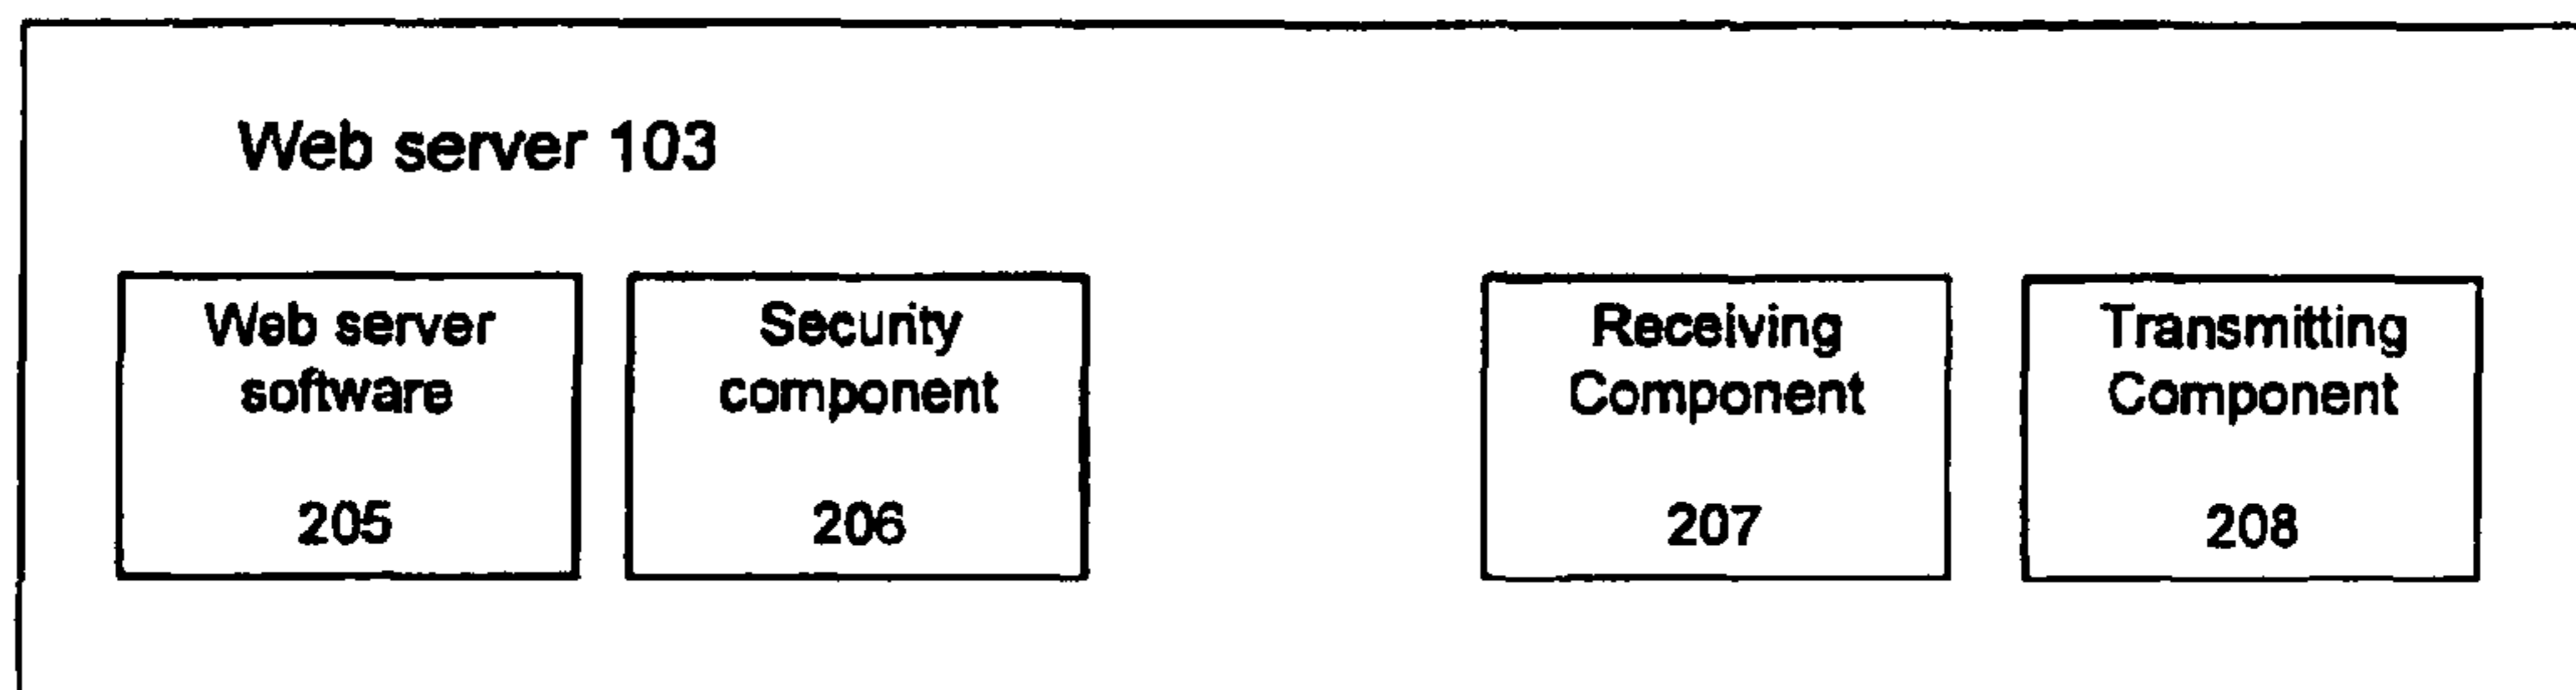 Web server 103
Web server
software
205
Security
component
206
Receiving
Component
207
Transmitting
Component
208